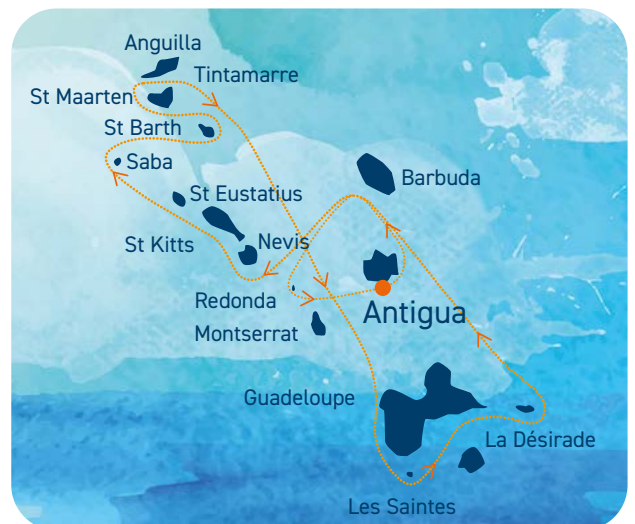 Anguilla
Tintamarre
St Maarten
St Barth
Saba
Barbuda
St Eustatius
St Kitts
Nevis
Redonda
Antigua
Montserrat
Guadeloupe
La Désirade
Les Saintes